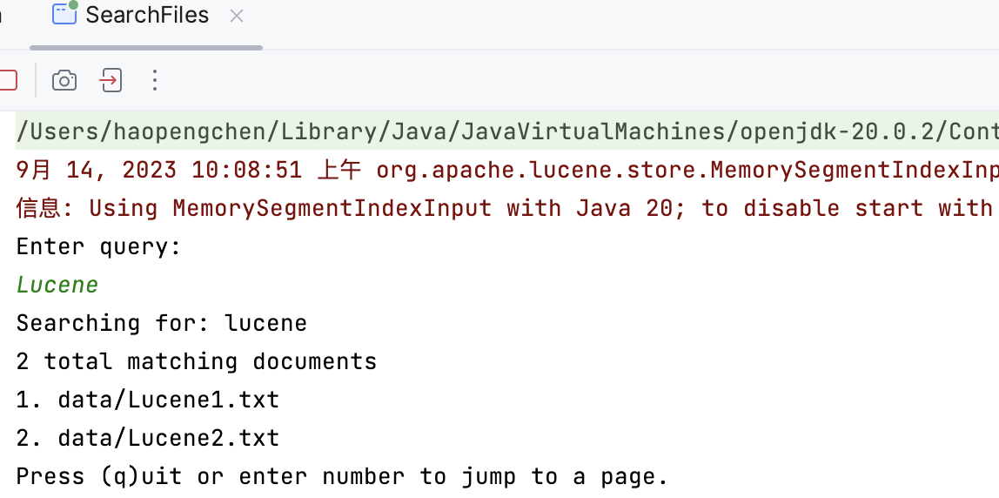 SearchFiles
/Users/haopengchen/Library/Java/JavaVirtualMachines/openjdk-20.0.2/Cont
9月 14, 2023 10:08:51 上午 org.apache.lucene.store.MemorySegmentIndexInp
信息: Using MemorySegmentIndexInput with Java 20; to disable start with
Enter query:
Lucene
Searching for: lucene
2 total matching documents
1. data/Lucene1.txt
2. data/Lucene2.txt
Press (q)uit or enter number to jump to a page.